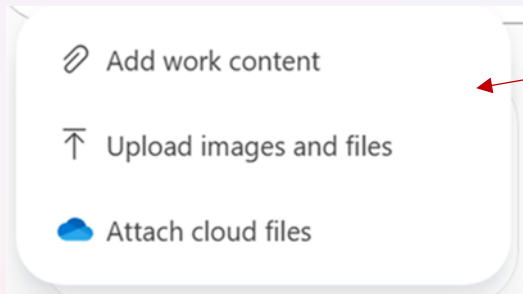 Add work content
Upload images and files
Attach cloud files